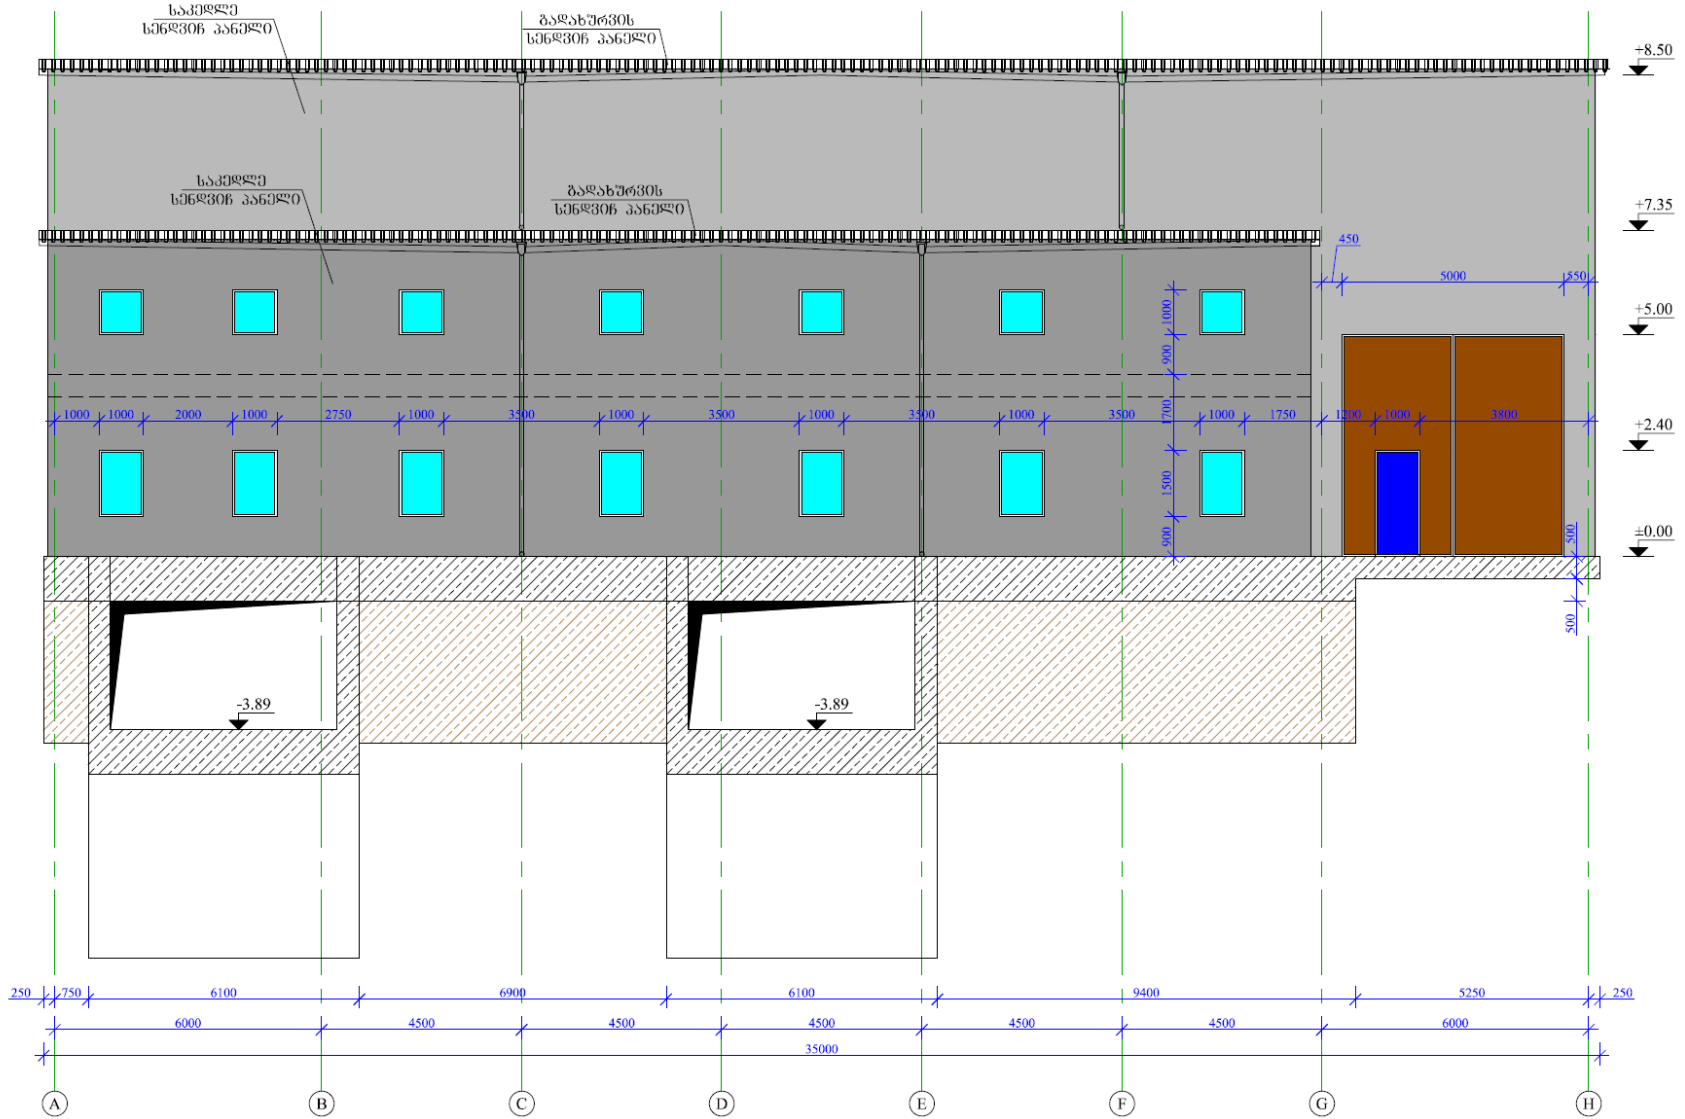 ᲡᲐᲙᲔᲓᲚᲔ
ᲡᲔᲜᲓᲕᲘᲩ ᲞᲐᲜᲔᲚᲘ
ᲒᲐᲓᲐᲮᲣᲠᲕᲘᲡ
ᲡᲔᲜᲓᲕᲘᲩ ᲞᲐᲜᲔᲚᲘ
+8.50
ᲡᲐᲙᲔᲓᲚᲔ
ᲡᲔᲜᲓᲕᲘᲩ ᲞᲐᲜᲔᲚᲘ
ᲒᲐᲓᲐᲮᲣᲠᲕᲘᲡ
ᲡᲔᲜᲓᲕᲘᲩ ᲞᲐᲜᲔᲚᲘ
+7.35
450
5000 550
1000
+5.00
900
1000 1000 2000 1000 2750 1000 3500 1000 3500 1000 3500 1000 3500 1000 1750 1200 1000 3800
1700
+2.40
1500
900
500
±0.00
500
-3.89 -3.89
250 750 6100 6900 6100 9400 5250 250
6000 4500 4500 4500 4500 4500 6000
35000
A B C D E F G H